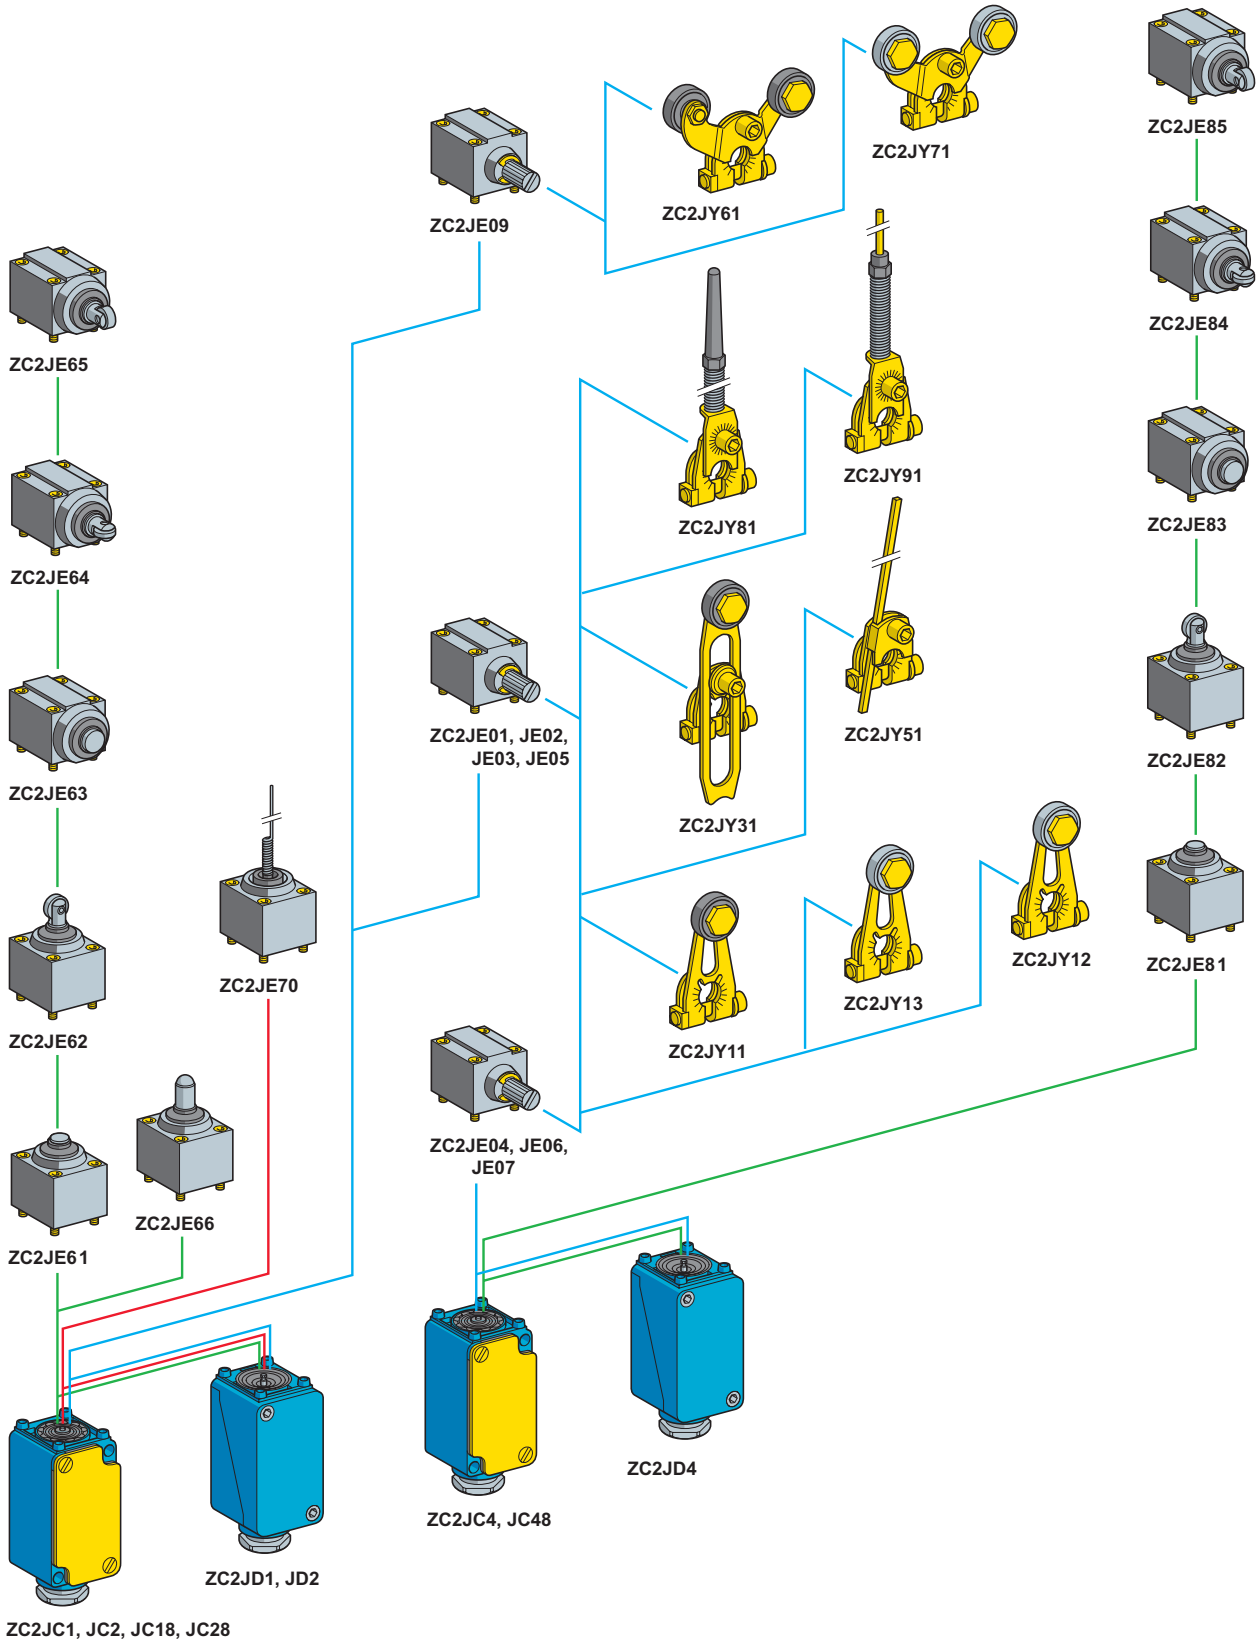 ZC2JE85
ZC2JY71
ZC2JY61
ZC2JE09
ZC2JE84
ZC2JE65
ZC2JY91
ZC2JY81
ZC2JE83
ZC2JE64
ZC2JE01, JE02,
JE03, JE05
ZC2JY51
ZC2JE82
ZC2JE63
ZC2JY31
ZC2JY12
ZC2JE81
ZC2JE70
ZC2JY13
ZC2JE62
ZC2JY11
ZC2JE04, JE06,
JE07
ZC2JE66
ZC2JE61
ZC2JD4
ZC2JC4, JC48
ZC2JD1, JD2
ZC2JC1, JC2, JC18, JC28